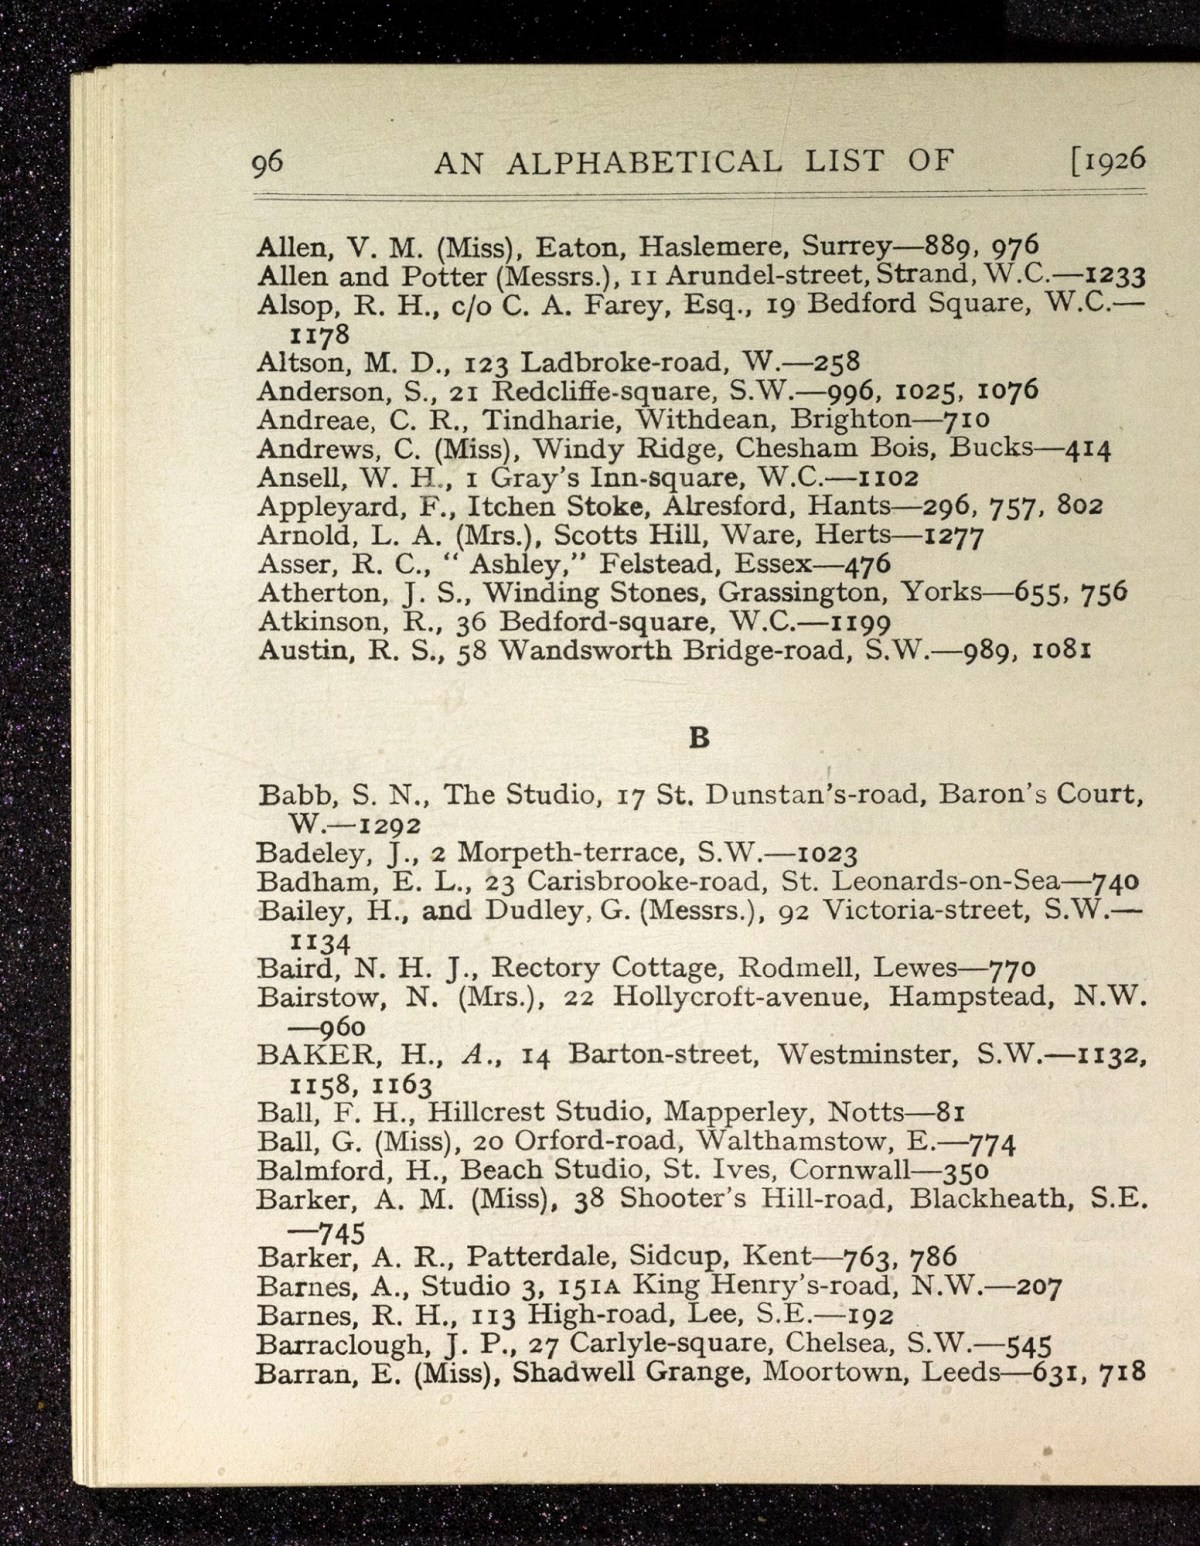 96 AN ALPHABETICAL LIST OF [1926
Allen, V. M. (Miss), Eaton, Haslemere, Surrey—889, 976
Allen and Potter (Messrs.), 11 Arundel-street, Strand, W.C.—1233
Alsop, R. H., c/o C. A. Farey, Esq., 19 Bedford Square, W.C.—
1178
Altson, M. D., 123 Ladbroke-road, W.—258
Anderson, S., 21 Redcliffe-square, S.W.—996, 1025, 1076
Andreae, C. R., Tindharie, Withdean, Brighton—710
Andrews, C. (Miss), Windy Ridge, Chesham Bois, Bucks—414
Ansell, W. H., 1 Gray's Inn-square, W.C.—1102
Appleyard, F., Itchen Stoke, Alresford, Hants—296, 757, 802
Arnold, L. A. (Mrs.), Scotts Hill, Ware, Herts—1277
Asser, R. C., “ Ashley,” Felstead, Essex—476
Atherton, J. S., Winding Stones, Grassington, Yorks—655, 756
Atkinson, R., 36 Bedford-square, W.C.—1199
Austin, R. S., 58 Wandsworth Bridge-road, S.W.—989, 1081
B
Babb, S. N., The Studio, 17 St. Dunstan's-road, Baron's Court,
W.—1292
Badeley, J., 2 Morpeth-terrace, S.W.—1023
Badham, E. L., 23 Carisbrooke-road, St. Leonards-on-Sea—740
Bailey, H., and Dudley, G. (Messrs.), 92 Victoria-street, S.W.—
1134
Baird, N. H. J., Rectory Cottage, Rodmell, Lewes—770
Bairstow, N. (Mrs.), 22 Hollycroft-avenue, Hampstead, N.W.
—960
BAKER, H., A., 14 Barton-street, Westminster, S.W.—1132,
1158, 1163
Ball, F. H., Hillcrest Studio, Mapperley, Notts—81
Ball, G. (Miss), 20 Orford-road, Walthamstow, E.—774
Balmford, H., Beach Studio, St. Ives, Cornwall—350
Barker, A. M. (Miss), 38 Shooter's Hill-road, Blackheath, S.E.
—745
Barker, A. R., Patterdale, Sidcup, Kent—763, 786
Barnes, A., Studio 3, 151A King Henry's-road, N.W.—207
Barnes, R. H., 113 High-road, Lee, S.E.—192
Barraclough, J. P., 27 Carlyle-square, Chelsea, S.W.—545
Barran, E. (Miss), Shadwell Grange, Moortown, Leeds—631, 718